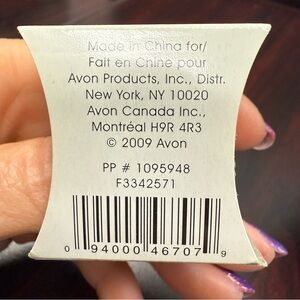 Made in China for/
Fait en Chine pour
Avon Products, Inc., Distr.
New York, NY 10020
Avon Canada Inc.,
Montréal H9R 4R3
© 2009 Avon
PP # 1095948
F3342571
0 94000 46707 9